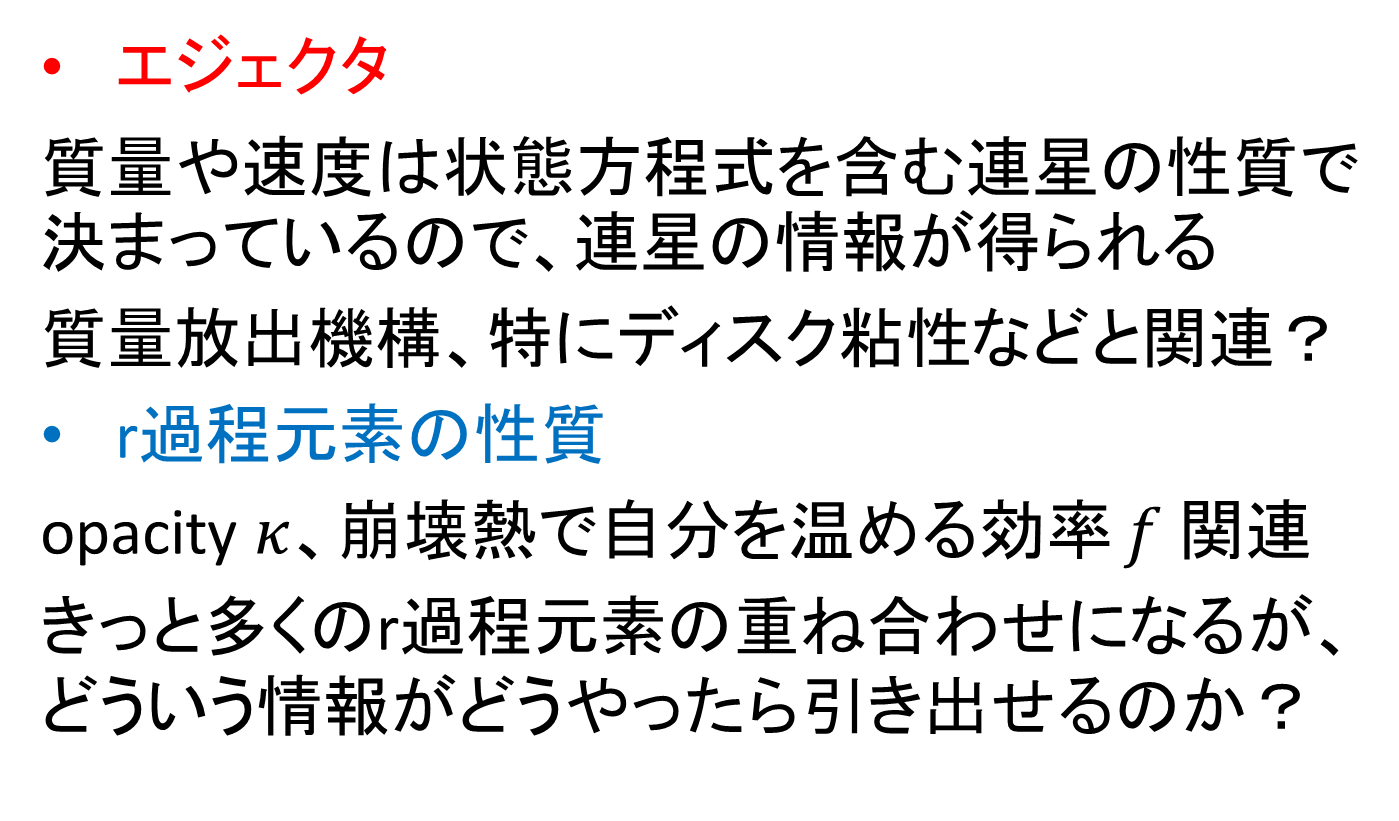 • エジェクタ
質量や速度は状態方程式を含む連星の性質で
決まっているので、連星の情報が得られる
質量放出機構、特にディスク粘性などと関連？
• r過程元素の性質
opacity κ、崩壊熱で自分を温める効率 f 関連
きっと多くのr過程元素の重ね合わせになるが、
どういう情報がどうやったら引き出せるのか？